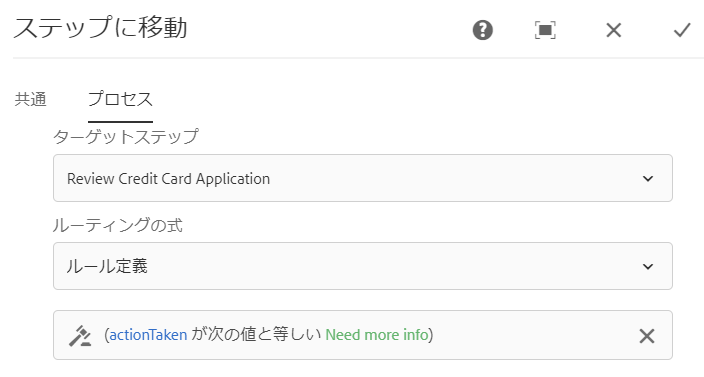 ステップに移動
共通 プロセス
ターゲットステップ
Review Credit Card Application
ルーティングの式
ルール定義
(actionTaken が次の値と等しい Need more info)